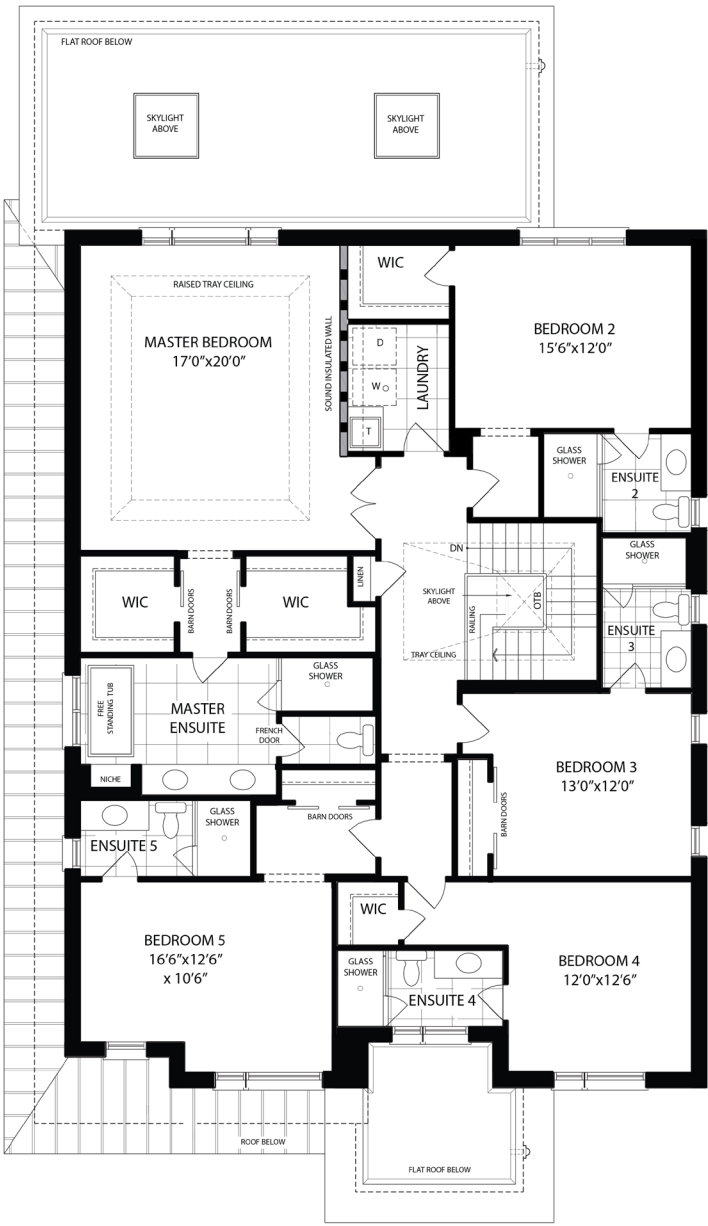 FLAT ROOF BELOW
SKYLIGHT
ABOVE
SKYLIGHT
ABOVE
RAISED TRAY CEILING
MASTER BEDROOM
17'0"x20'0"
SOUND INSULATED WALL
WIC
D
W
T
LAUNDRY
BEDROOM 2
15'6"x12'0"
GLASS
SHOWER
ENSUITE
2
GLASS
SHOWER
ENSUITE
3
DN
SKYLIGHT
ABOVE
RAILING
OTB
TRAY CEILING
LINEN
WIC
BARN DOORS
BARN DOORS
WIC
FREE
STANDING TUB
MASTER
ENSUITE
GLASS
SHOWER
FRENCH
DOOR
NICHE
BARN DOORS
ENSUITE 5
GLASS
SHOWER
BEDROOM 3
13'0"x12'0"
BARN DOORS
BEDROOM 5
16'6"x12'6"
x 10'6"
WIC
GLASS
SHOWER
ENSUITE 4
BEDROOM 4
12'0"x12'6"
ROOF BELOW
FLAT ROOF BELOW